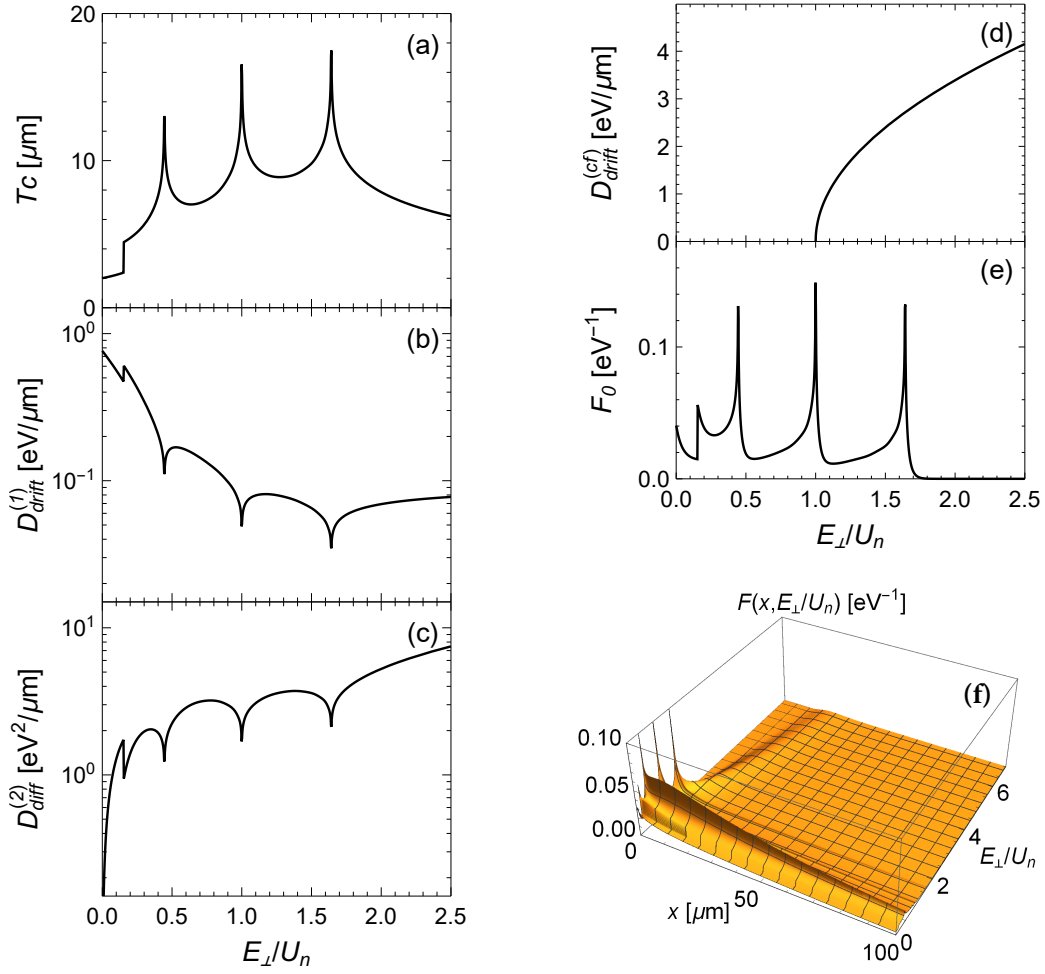 20
(a)
Tc [μm]
10
0
10⁰
(b)
D⁽¹⁾drift [eV/μm]
10⁻¹
10¹
(c)
D⁽²⁾diff [eV²/μm]
10⁰
0.0 0.5 1.0 1.5 2.0 2.5
E⊥/Un
(d)
4
3
D⁽ᶜᶠ⁾drift [eV/μm]
2
1
0
(e)
0.1
F0 [eV⁻¹]
0.0
0.0 0.5 1.0 1.5 2.0 2.5
E⊥/Un
F(x,E⊥/Un) [eV⁻¹]
(f)
0.10
0.05
0.00
0
50
100
x [μm]
0
2
4
6
E⊥/Un